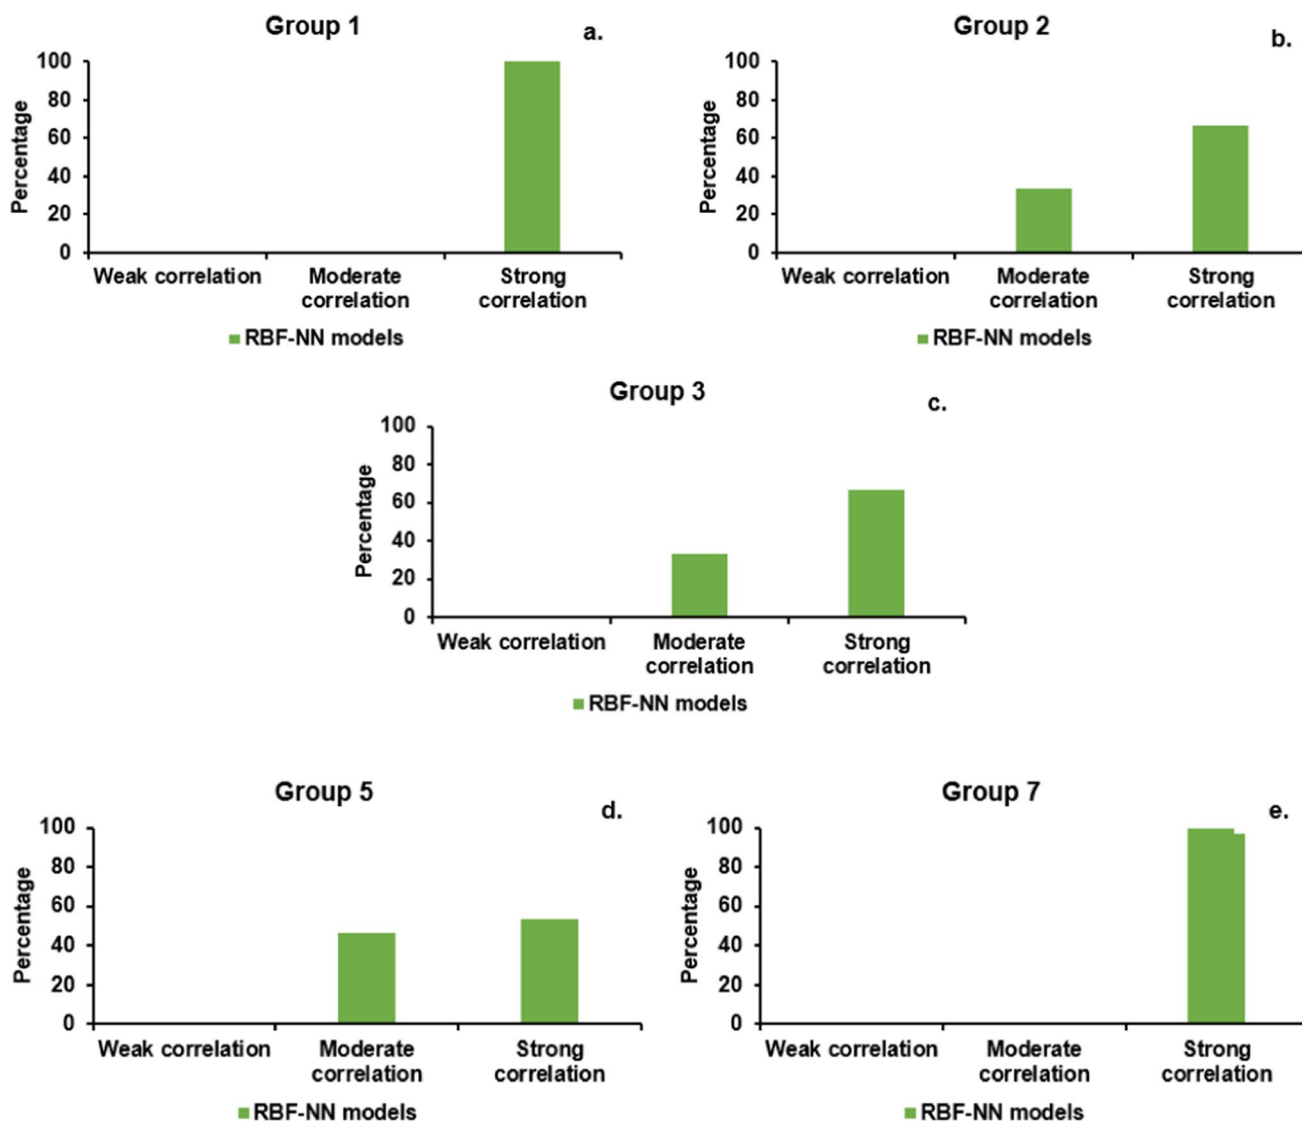 Group 1
a.
Percentage
100
80
60
40
20
0
Weak correlation
Moderate
correlation
Strong
correlation
RBF-NN models
Group 2
b.
Percentage
100
80
60
40
20
0
Weak correlation
Moderate
correlation
Strong
correlation
RBF-NN models
Group 3
c.
Percentage
100
80
60
40
20
0
Weak correlation
Moderate
correlation
Strong
correlation
RBF-NN models
Group 5
d.
Percentage
100
80
60
40
20
0
Weak correlation
Moderate
correlation
Strong
correlation
RBF-NN models
Group 7
e.
Percentage
100
80
60
40
20
0
Weak correlation
Moderate
correlation
Strong
correlation
RBF-NN models